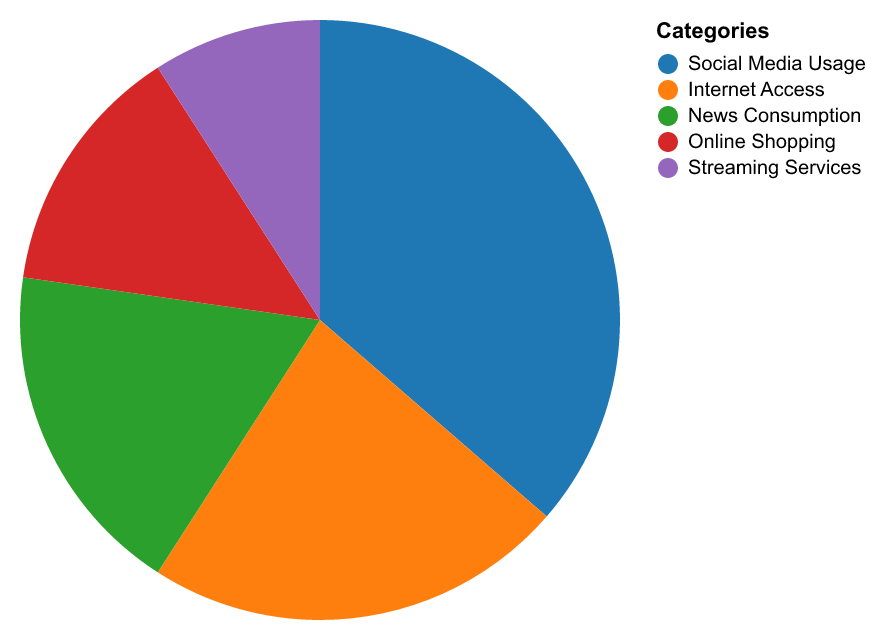 Categories
Social Media Usage
Internet Access
News Consumption
Online Shopping
Streaming Services